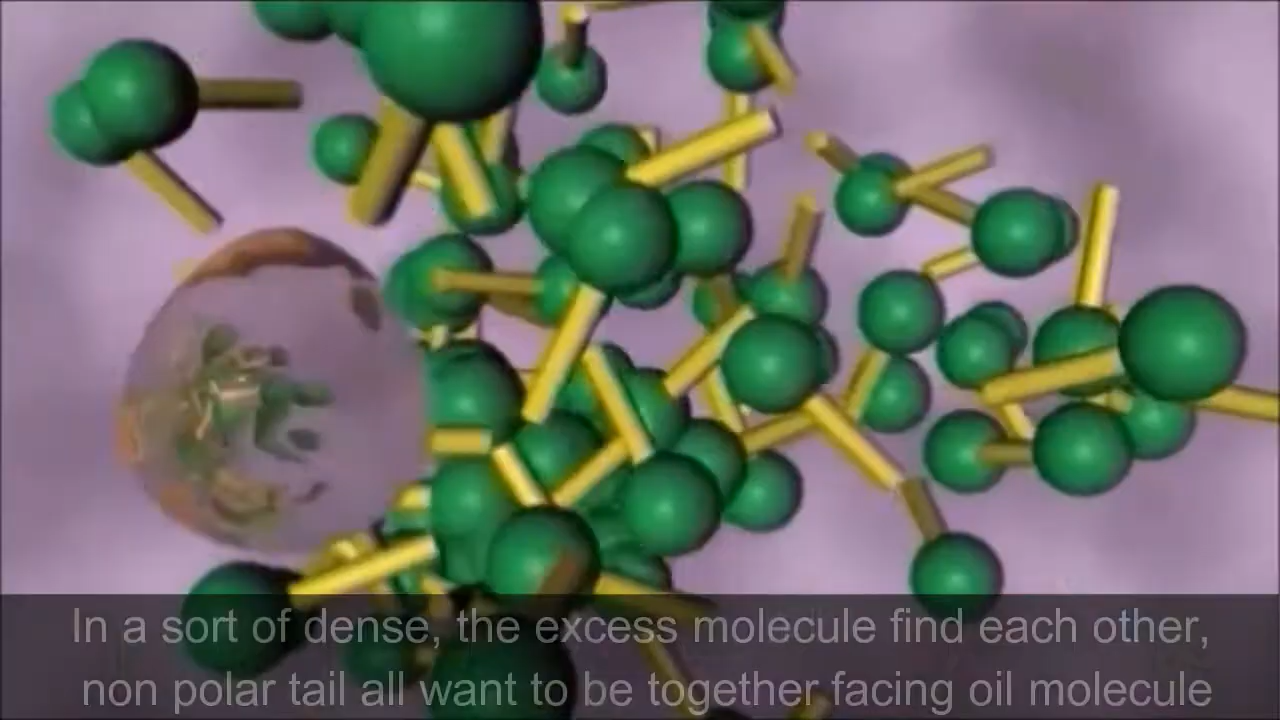 In a sort of dense, the excess molecule find each other,
non polar tail all want to be together facing oil molecule